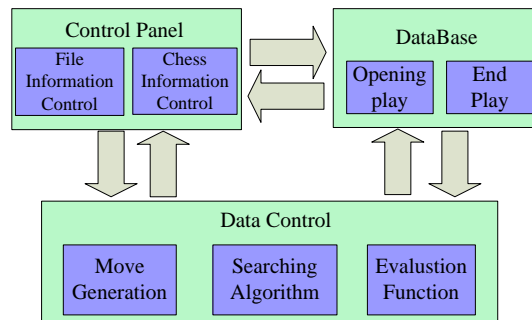 Control Panel
File
Information
Control
Chess
Information
Control
DataBase
Opening
play
End
Play
Data Control
Move
Generation
Searching
Algorithm
Evalustion
Function